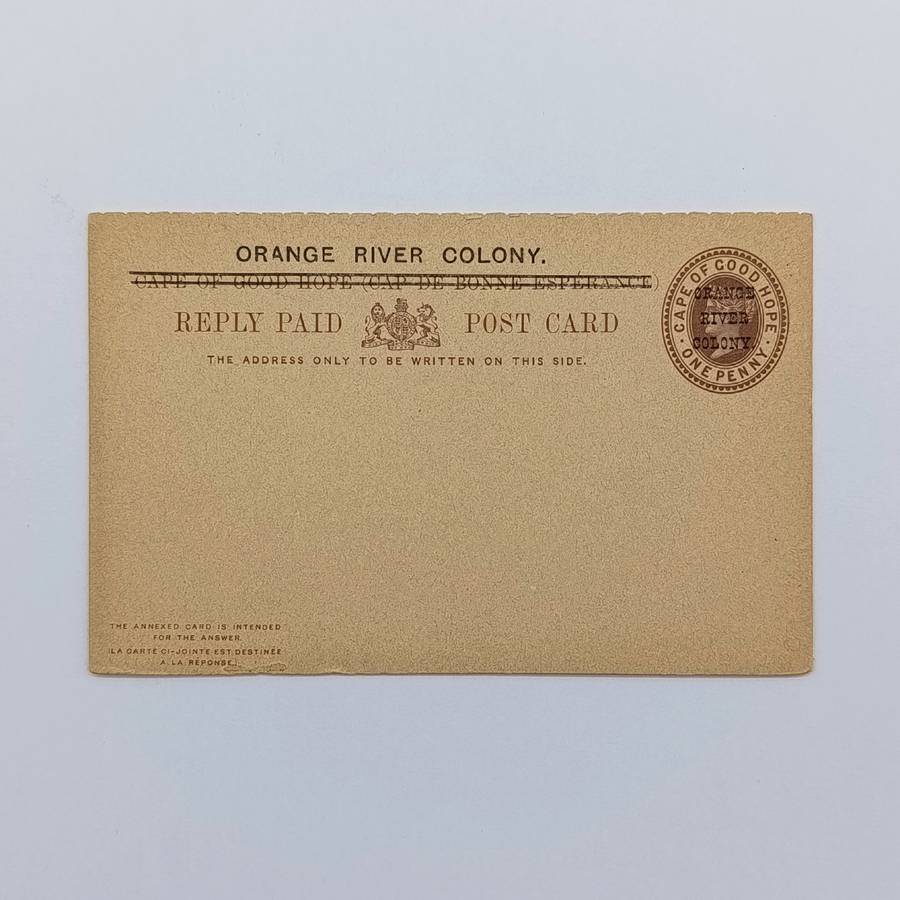 ORANGE RIVER COLONY.
CAPE OF GOOD HOPE (CAP DE BONNE ESPÉRANCE
REPLY PAID POST CARD
THE ADDRESS ONLY TO BE WRITTEN ON THIS SIDE.
CAPE OF GOOD HOPE
ORANGE
RIVER
COLONY.
ONE PENNY
THE ANNEXED CARD IS INTENDED
FOR THE ANSWER.
(LA CARTE CI-JOINTE EST DESTINÉE
A LA RÉPONSE.)